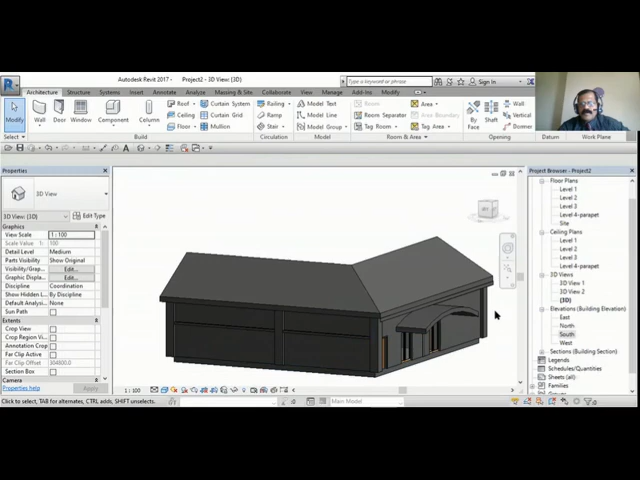 Autodesk Revit 2017 - Project2 - 3D View: {3D}
Type a keyword or phrase
Sign In
Architecture Structure Systems Insert Annotate Analyze Massing & Site Collaborate View Manage Add-Ins Modify
Modify Wall Door Window Component Column
Roof Curtain System
Ceiling Curtain Grid
Floor Mullion
Railing Model Text
Ramp Model Line
Stair Model Group
Room Area
Room Separator Area Boundary
Tag Room Tag Area
By Face Shaft Wall
Vertical
Dormer
Select Build Circulation Model Room & Area Opening Datum Work Plane
Properties
3D View
3D View: {3D} Edit Type
Graphics
View Scale 1 : 100
Scale Value 1: 100
Detail Level Medium
Parts Visibility Show Original
Visibility/Grap... Edit...
Graphic Displa... Edit...
Discipline Coordination
Show Hidden L... By Discipline
Default Analysi... None
Sun Path
Extents
Crop View
Crop Region Vi...
Annotation Crop
Far Clip Active
Far Clip Offset 304800.0
Section Box
Camera
Properties help Apply
Project Browser - Project2
Floor Plans
Level 1
Level 2
Level 3
Level 4-parapet
Site
Ceiling Plans
Level 1
Level 2
Level 3
Level 4-parapet
3D Views
3D View 1
3D View 2
{3D}
Elevations (Building Elevation)
East
North
South
West
Sections (Building Section)
Legends
Schedules/Quantities
Sheets (all)
Families
1 : 100
Click to select, TAB for alternates, CTRL adds, SHIFT unselects.
:0
Main Model
:0